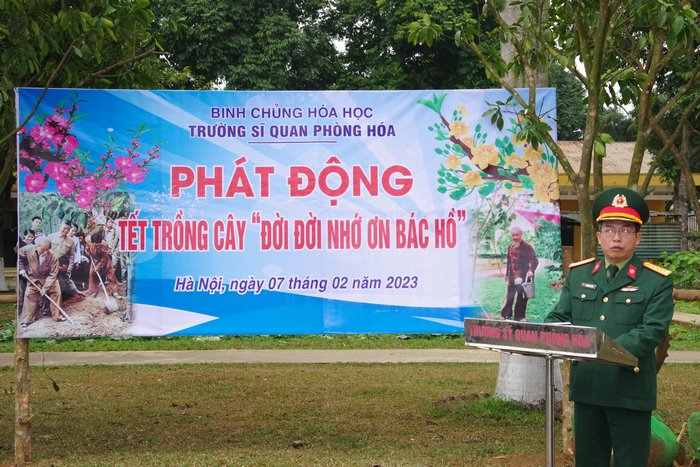 BINH CHỦNG HÓA HỌC
TRƯỜNG SĨ QUAN PHÒNG HÓA
PHÁT ĐỘNG
TẾT TRỒNG CÂY "ĐỜI ĐỜI NHỚ ƠN BÁC HỒ"
Hà Nội, ngày 07 tháng 02 năm 2023
TRƯỜNG SĨ QUAN PHÒNG HÓA